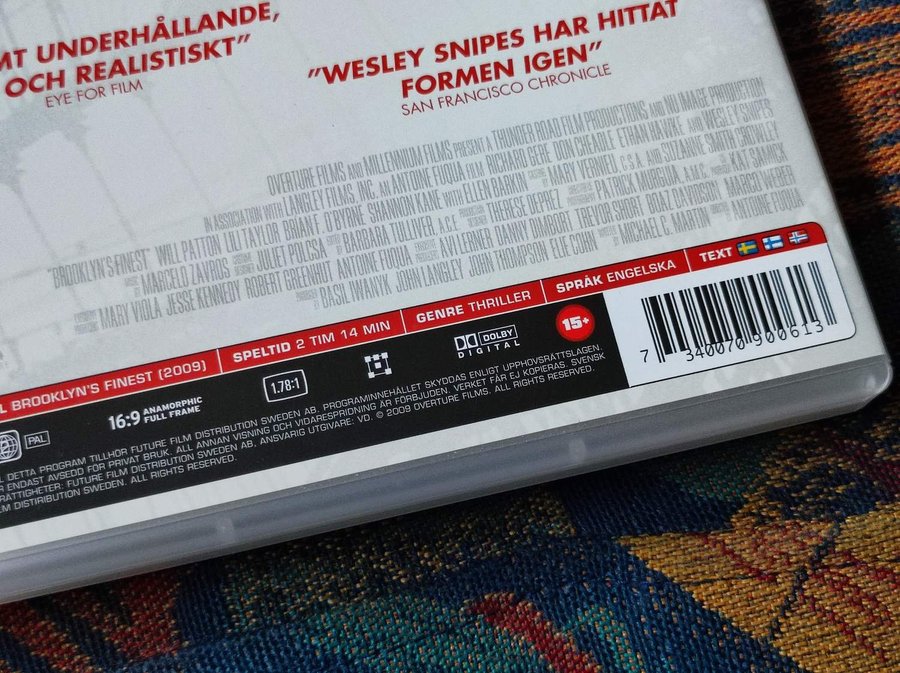 MT UNDERHÅLLANDE,
OCH REALISTISKT”
EYE FOR FILM
”WESLEY SNIPES HAR HITTAT
FORMEN IGEN”
SAN FRANCISCO CHRONICLE
OVERTURE FILMS AND MILLENNIUM FILMS PRESENT A THUNDER ROAD FILM PRODUCTIONS AND NU IMAGE PRODUCTION
IN ASSOCIATION WITH LANGLEY FILMS, INC. AN ANTOINE FUQUA FILM RICHARD GERE DON CHEADLE ETHAN HAWKE AND WESLEY SNIPES
"BROOKLYN'S FINEST" WILL PATTON LILI TAYLOR BRIAN F. O'BYRNE SHANNON KANE WITH ELLEN BARKIN MARY VERNIEU, C.S.A. AND SUZANNE SMITH CROWLEY
MARCELO ZARVOS JULIET POLCSA BARBARA TULLIVER, A.C.E. THERESE DEPREZ PATRICK MURGUIA, A.M.C. KAT SAMICK
MARY VIOLA JESSE KENNEDY ROBERT GREENHUT ANTOINE FUQUA AVI LERNER DANNY DIMBORT TREVOR SHORT BOAZ DAVIDSON MARCO WEBER
BASIL IWANYK JOHN LANGLEY JOHN THOMPSON ELIE COHN MICHAEL C. MARTIN ANTOINE FUQUA
L BROOKLYN'S FINEST (2009) SPELTID 2 TIM 14 MIN GENRE THRILLER SPRÅK ENGELSKA TEXT
PAL 16:9 ANAMORPHIC FULL FRAME 1.78:1 DOLBY DIGITAL 15+
7 340070 900613
L DETTA PROGRAM TILLHÖR FUTURE FILM DISTRIBUTION SWEDEN AB. PROGRAMINNEHÅLLET SKYDDAS ENLIGT UPPHOVSRÄTTSLAGEN.
ENDAST AVSEDD FÖR PRIVAT BRUK. ALL ANNAN VISNING OCH VIDARESPRIDNING ÄR FÖRBJUDEN. VERKET FÅR EJ KOPIERAS. SVENSK
RÄTTIGHETER: FUTURE FILM DISTRIBUTION SWEDEN AB, ANSVARIG UTGIVARE: VD. © 2009 OVERTURE FILMS. ALL RIGHTS RESERVED.
LM DISTRIBUTION SWEDEN. ALL RIGHTS RESERVED.